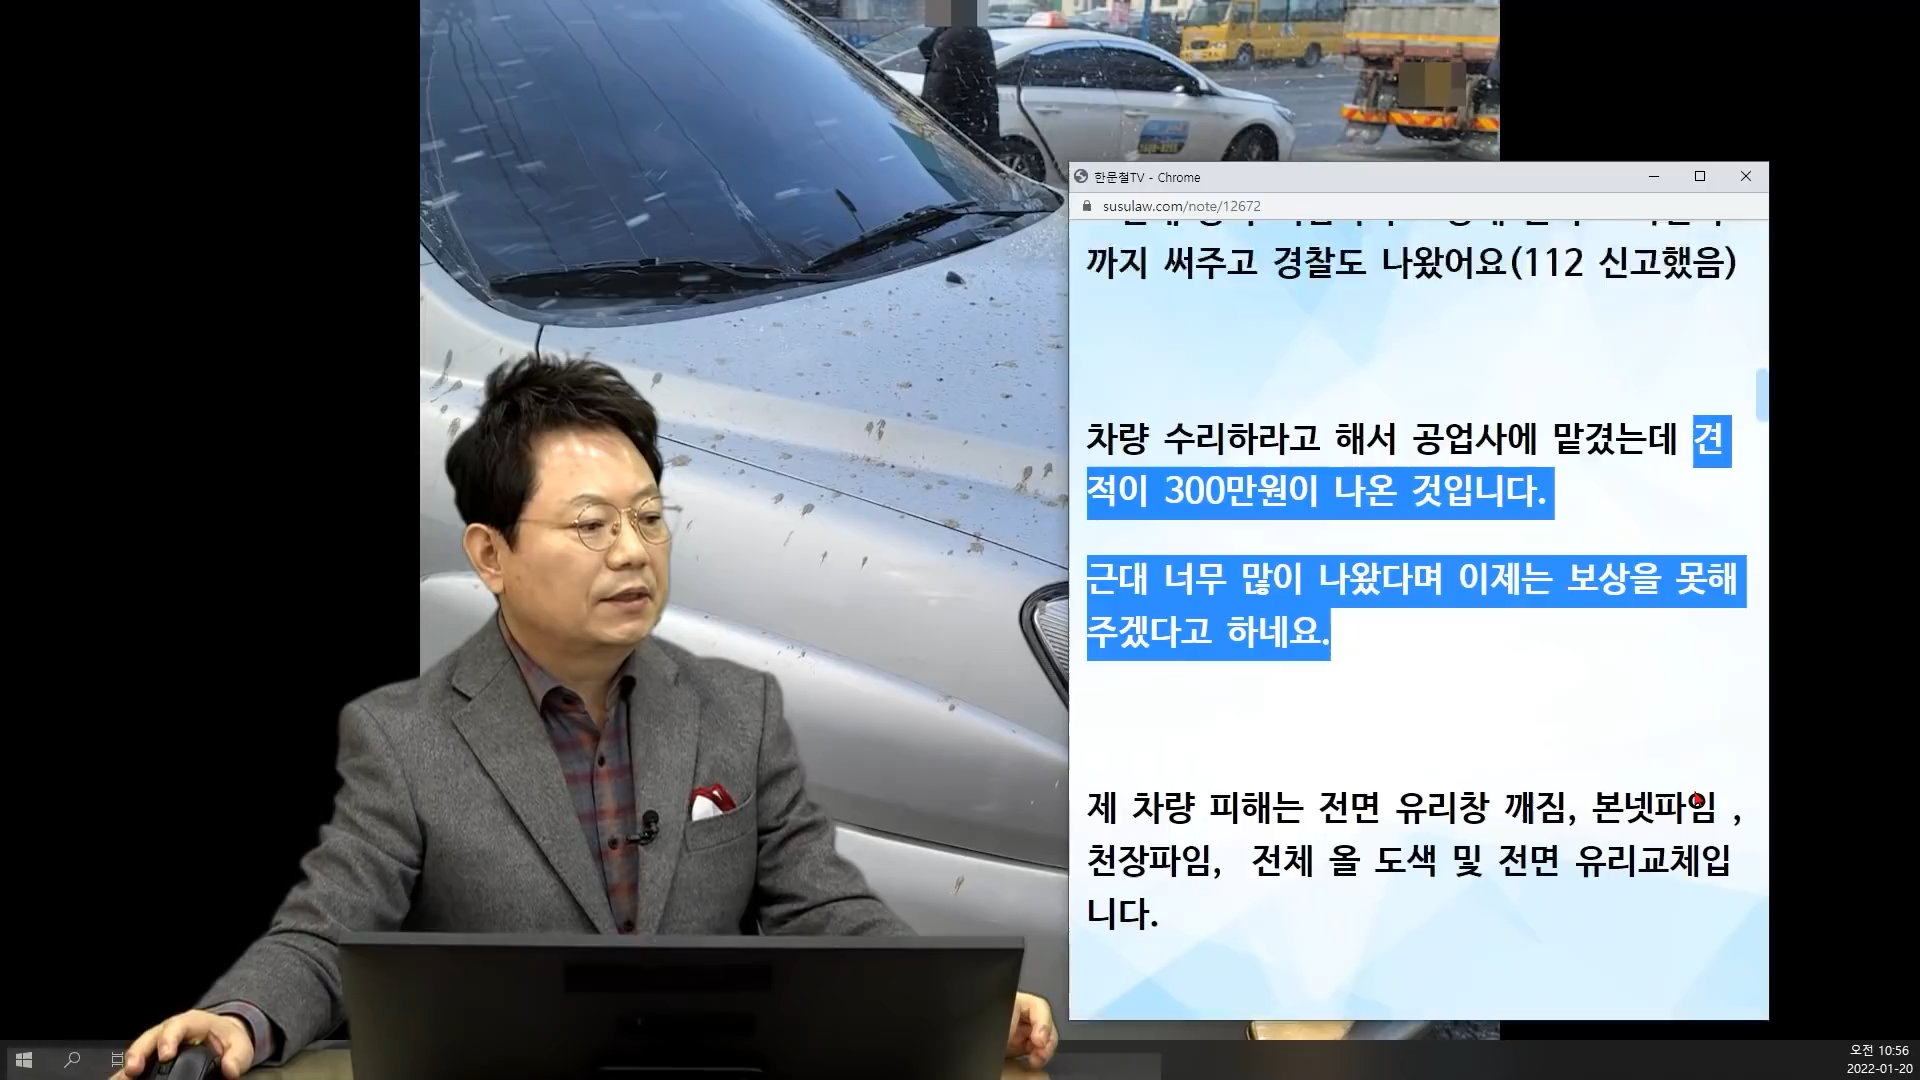 한문철TV - Chrome
susulaw.com/note/12672
까지 써주고 경찰도 나왔어요(112 신고했음)
차량 수리하라고 해서 공업사에 맡겼는데 견
적이 300만원이 나온 것입니다.
근대 너무 많이 나왔다며 이제는 보상을 못해
주겠다고 하네요.
제 차량 피해는 전면 유리창 깨짐, 본넷파임 ,
천장파임, 전체 올 도색 및 전면 유리교체입
니다.
오전 10:56
2022-01-20